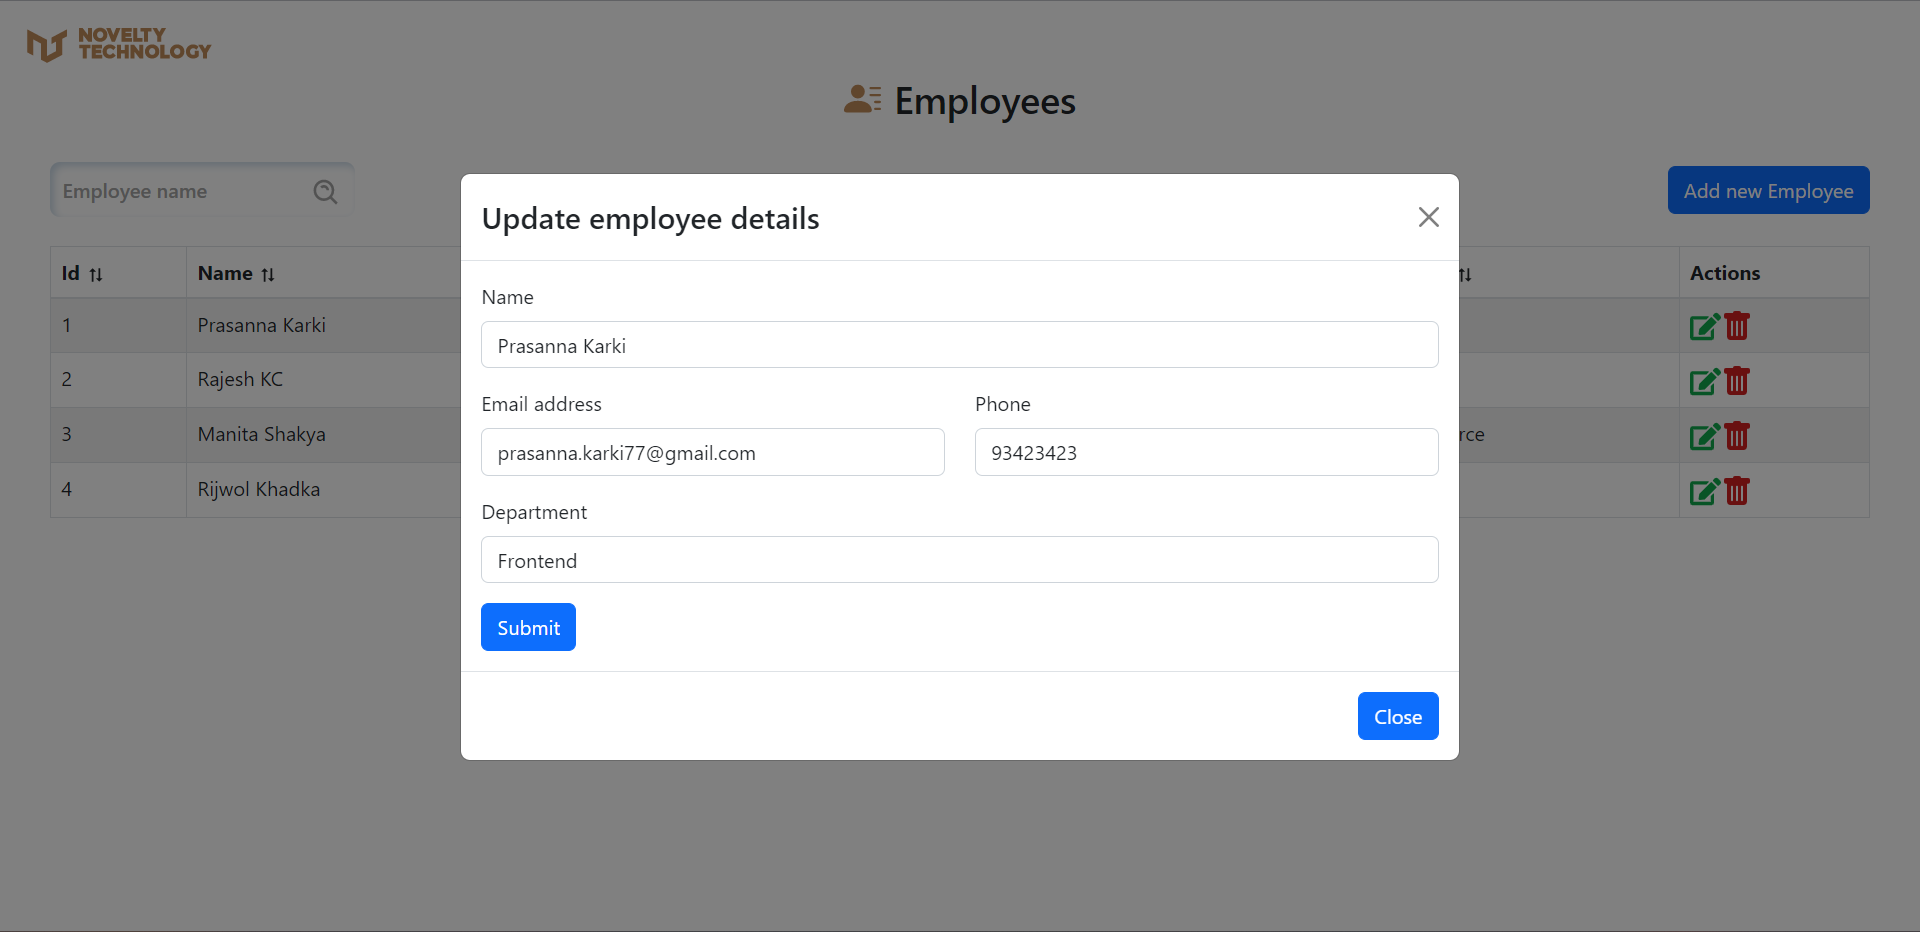 NOVELTY
TECHNOLOGY
Employees
Employee name
Add new Employee
Update employee details
Id Name Actions
1 Prasanna Karki
2 Rajesh KC
3 Manita Shakya
4 Rijwol Khadka
Name
Prasanna Karki
Email address Phone
prasanna.karki77@gmail.com 93423423
Department
Frontend
Submit
Close